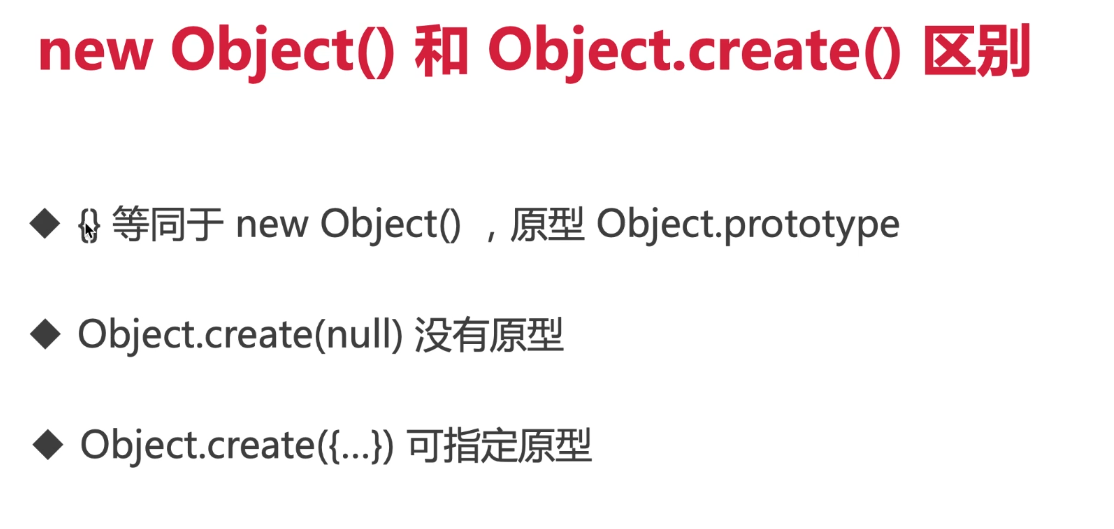 new Object() 和 Object.create() 区别
◆ {} 等同于 new Object() ，原型 Object.prototype
◆ Object.create(null) 没有原型
◆ Object.create({...}) 可指定原型